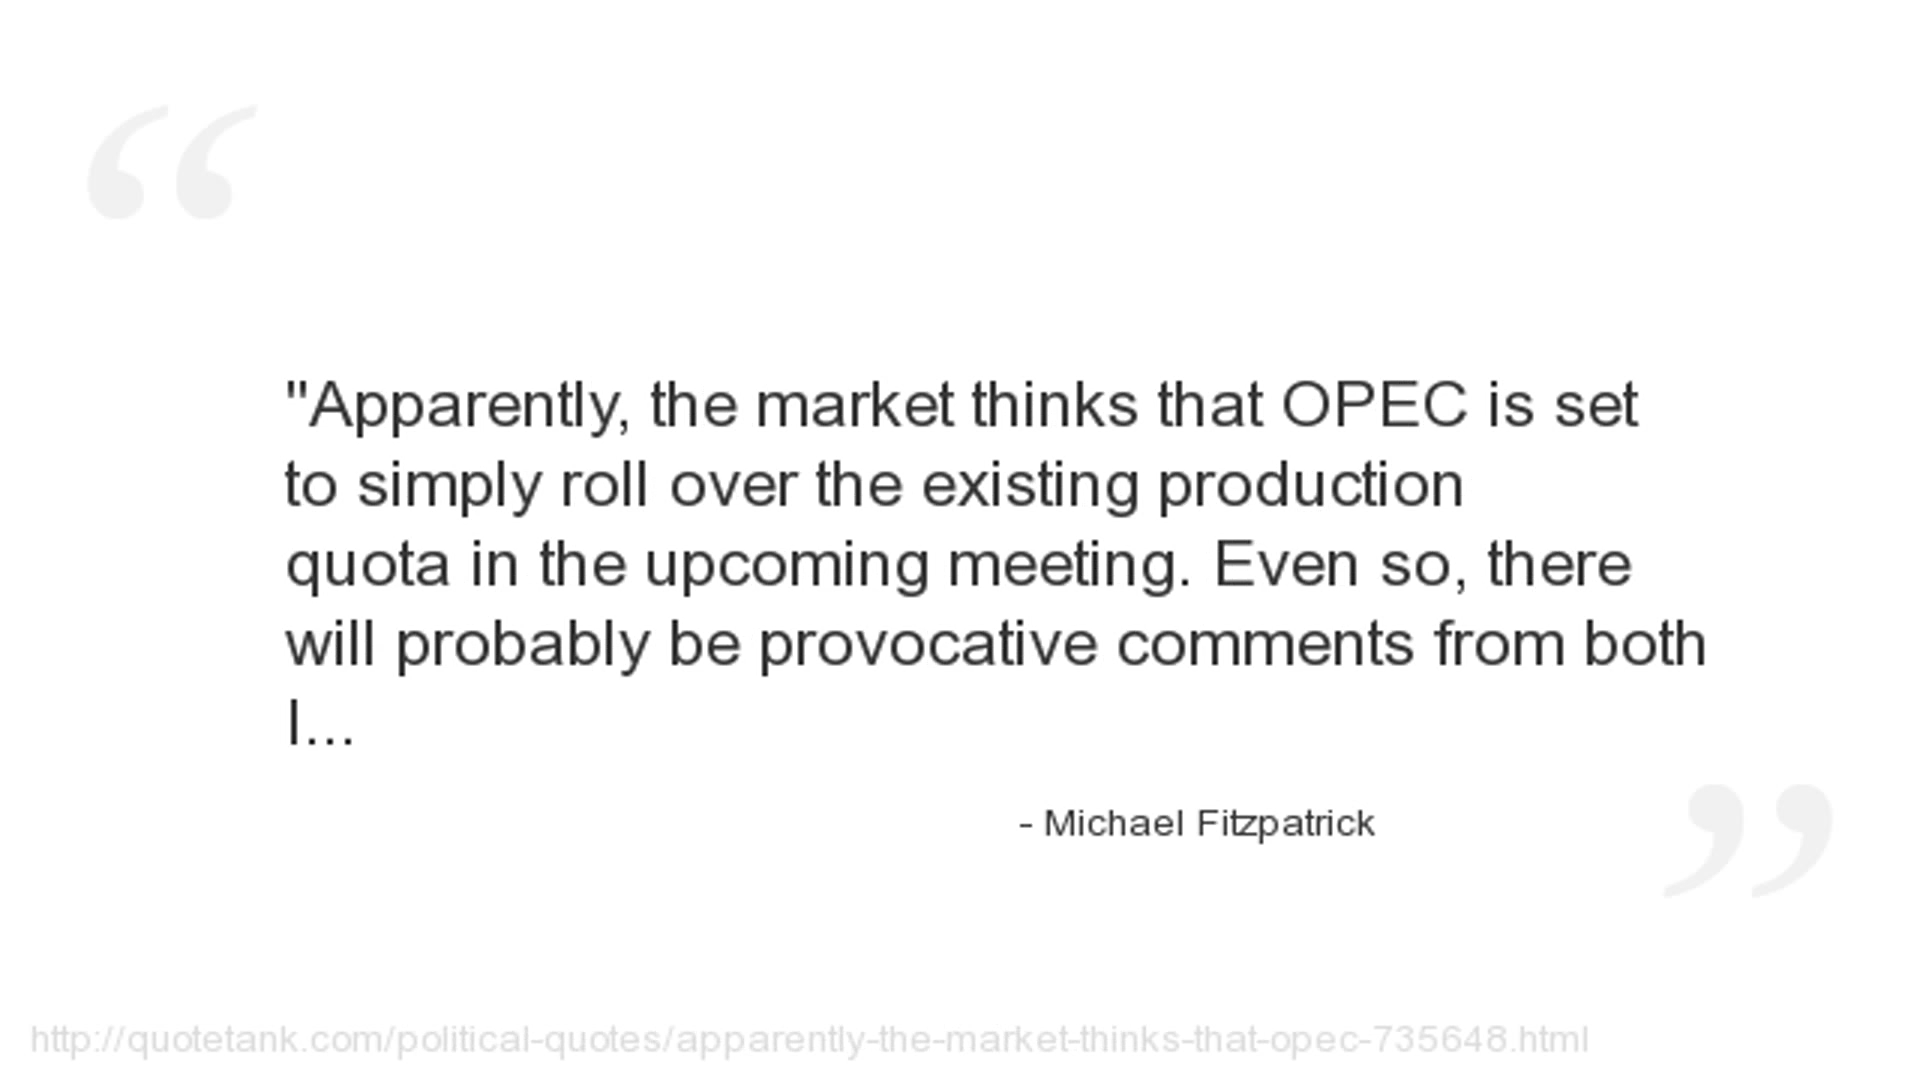 "Apparently, the market thinks that OPEC is set
to simply roll over the existing production
quota in the upcoming meeting. Even so, there
will probably be provocative comments from both
I...
- Michael Fitzpatrick
http://quotetank.com/political-quotes/apparently-the-market-thinks-that-opec-735648.html